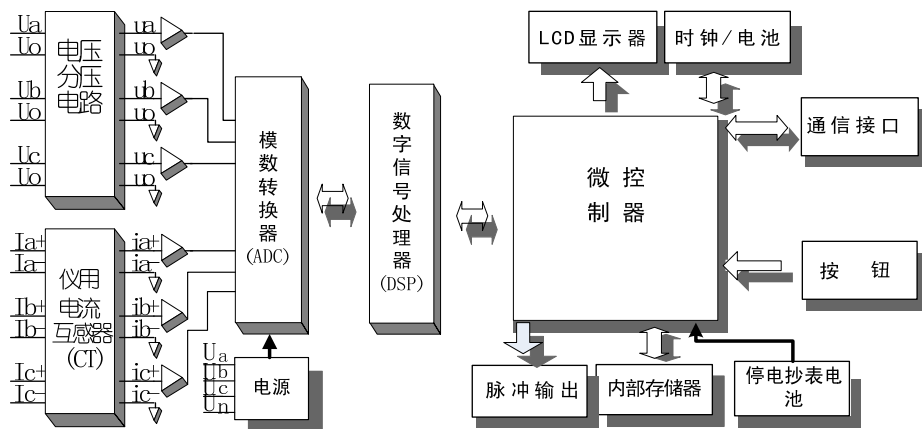 Ua
Uo
Ub
Uo
Uc
Uo
电压
分压
电路
ua
uo
ub
uo
uc
uo
Ia+
Ia-
Ib+
Ib-
Ic+
Ic-
仪用
电流
互感器
(CT)
ia+
ia-
ib+
ib-
ic+
ic-
模数转换器
(ADC)
Ua
Ub
Uc
Un
电源
数字信号处理器
(DSP)
LCD显示器
时钟/电池
微控
制器
通信接口
按 钮
脉冲输出
内部存储器
停电抄表电
池